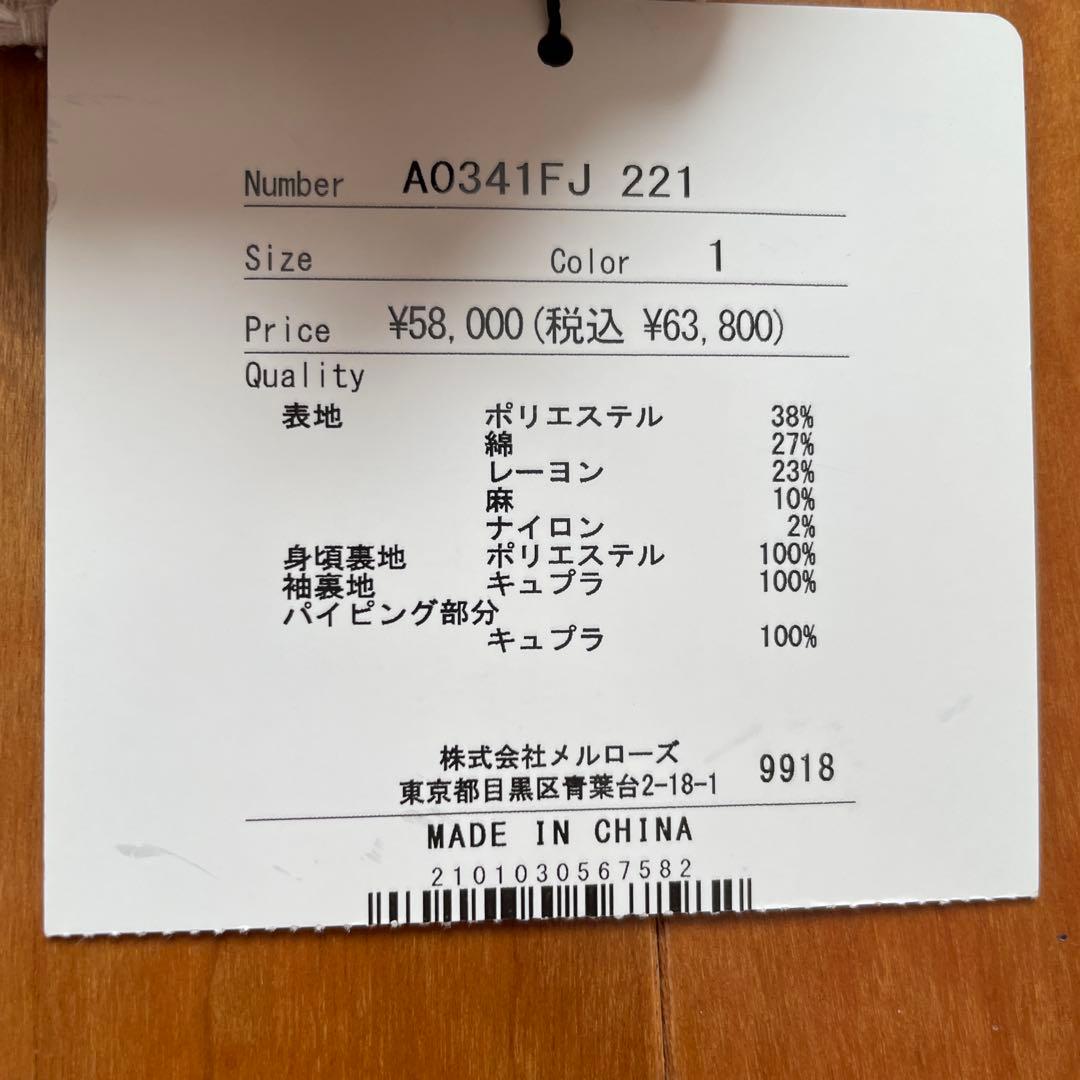 Number A0341FJ 221
Size Color 1
Price ¥58,000(税込 ¥63,800)
Quality
表地 ポリエステル 38%
綿 27%
レーヨン 23%
麻 10%
ナイロン 2%
身頃裏地 ポリエステル 100%
袖裏地 キュプラ 100%
パイピング部分
キュプラ 100%
株式会社メルローズ
東京都目黒区青葉台2-18-1 9918
MADE IN CHINA
2101030567582